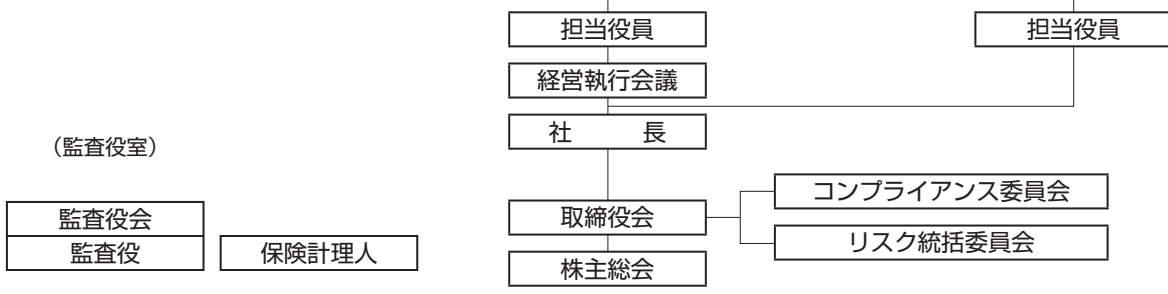 担当役員
担当役員
経営執行会議
社　長
（監査役室）
コンプライアンス委員会
監査役会
取締役会
リスク統括委員会
監査役
保険計理人
株主総会